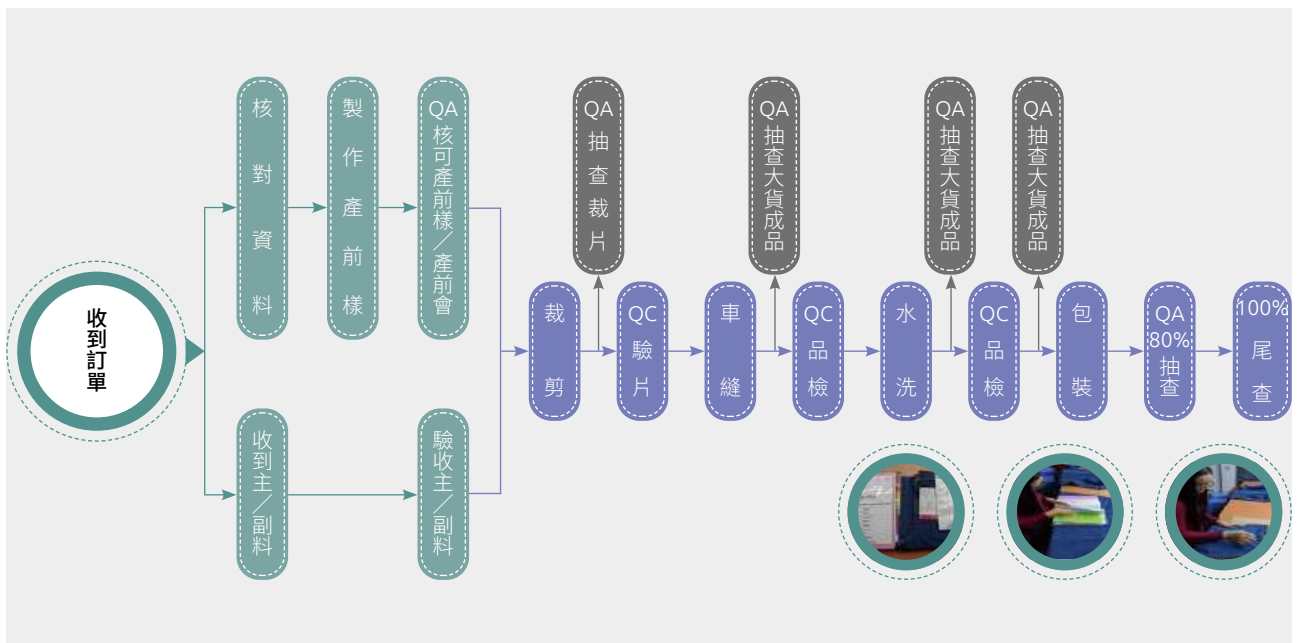 收到訂單
核對資料
製作產前樣
QA核可產前樣／產前會
收到主／副料
驗收主／副料
裁剪
QA抽查裁片
QC驗片
車縫
QA抽查大貨成品
QC品檢
水洗
QA抽查大貨成品
QC品檢
QA抽查大貨成品
包裝
QA80%抽查
100%尾查